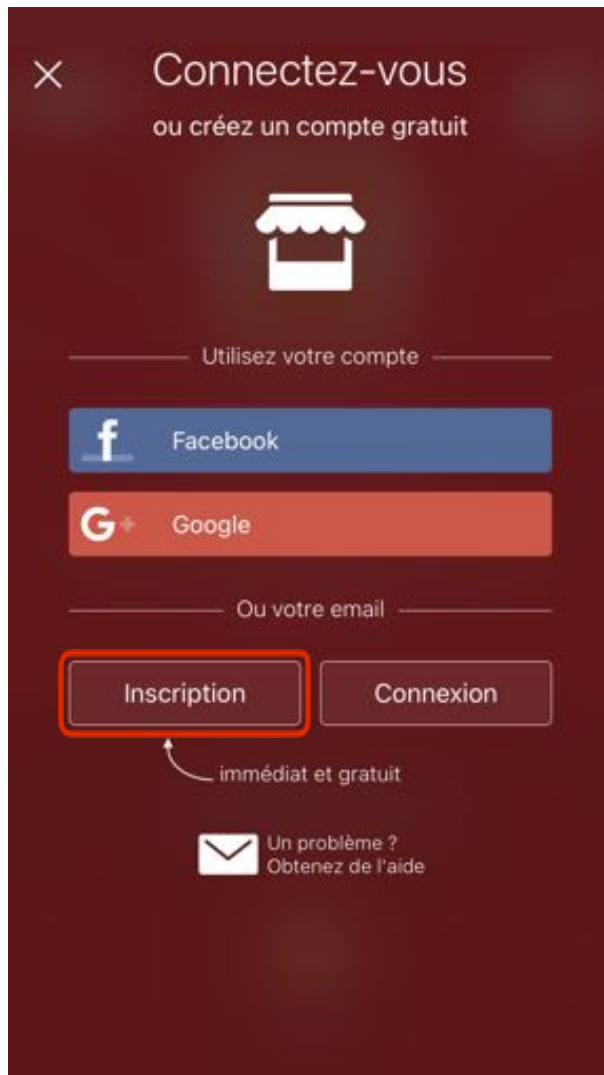 Connectez-vous
ou créez un compte gratuit
Utilisez votre compte
f Facebook
G+ Google
Ou votre email
Inscription
Connexion
immédiat et gratuit
Un problème ?
Obtenez de l'aide